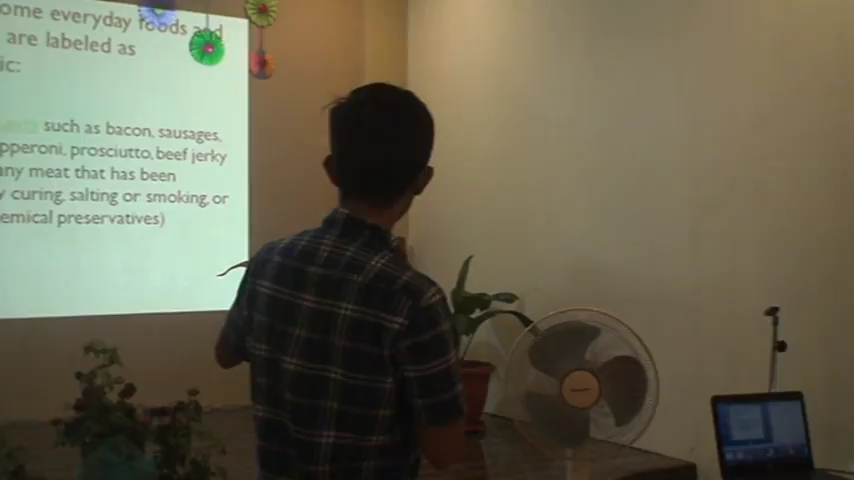 ome everyday foods and
are labeled as
ic:
such as bacon, sausages,
pperoni, prosciutto, beef jerky
any meat that has been
y curing, salting or smoking, or
emical preservatives)